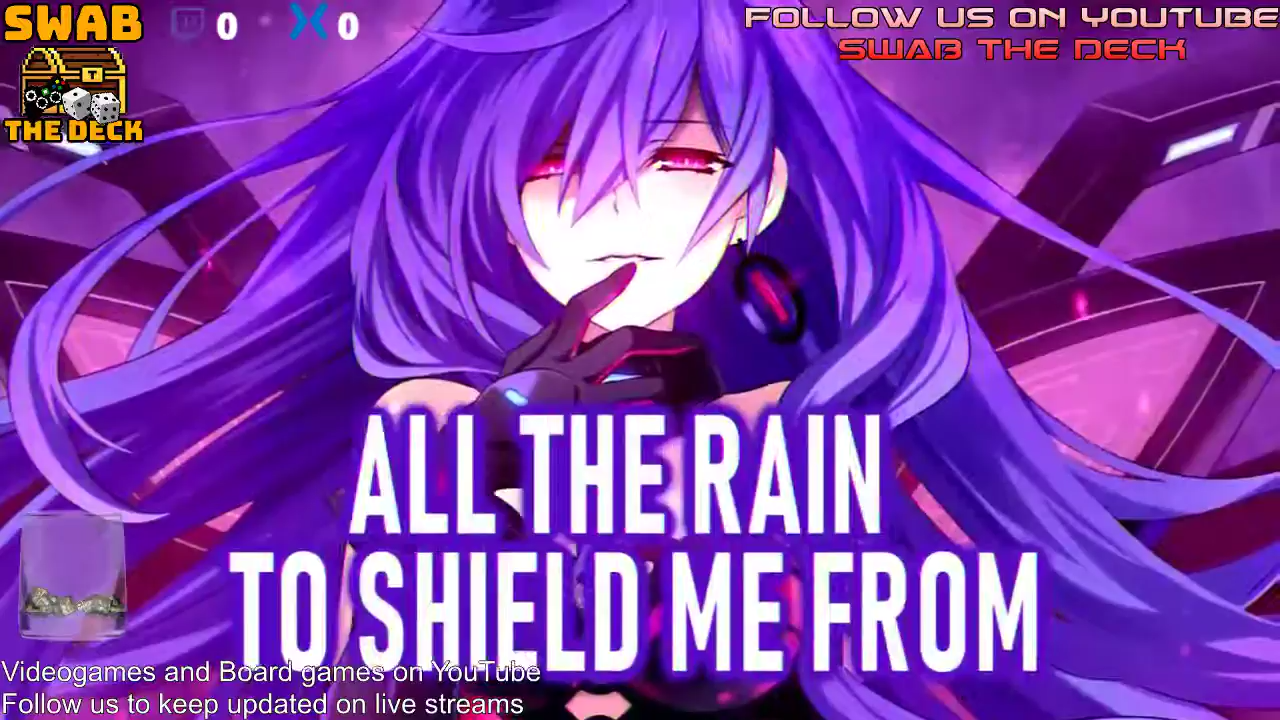 SWAB
THE DECK
0
0
FOLLOW US ON YOUTUBE
SWAB THE DECK
ALL THE RAIN
TO SHIELD ME FROM
Videogames and Board games on YouTube
Follow us to keep updated on live streams